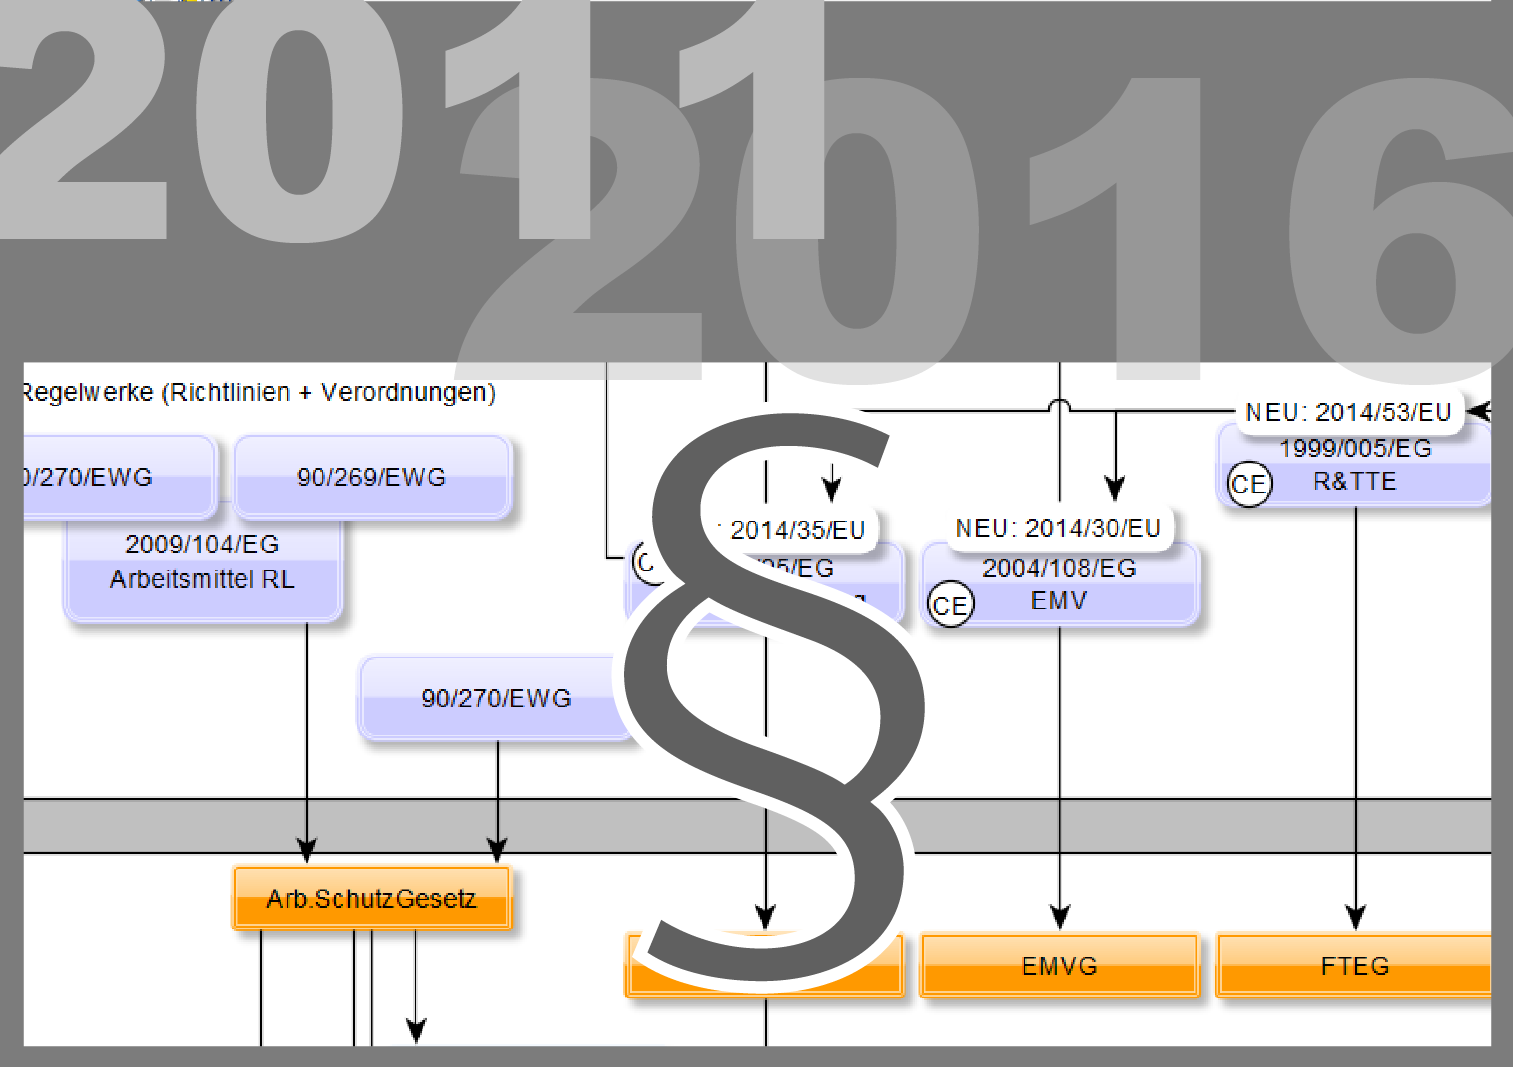 2011
2016
Regelwerke (Richtlinien + Verordnungen)
NEU: 2014/53/EU
1999/005/EG
CE
R&TTE
0/270/EWG
90/269/EWG
2009/104/EG
Arbeitsmittel RL
2014/35/EU
/95/EG
NEU: 2014/30/EU
2004/108/EG
CE
EMV
90/270/EWG
§
Arb.SchutzGesetz
EMVG
FTEG